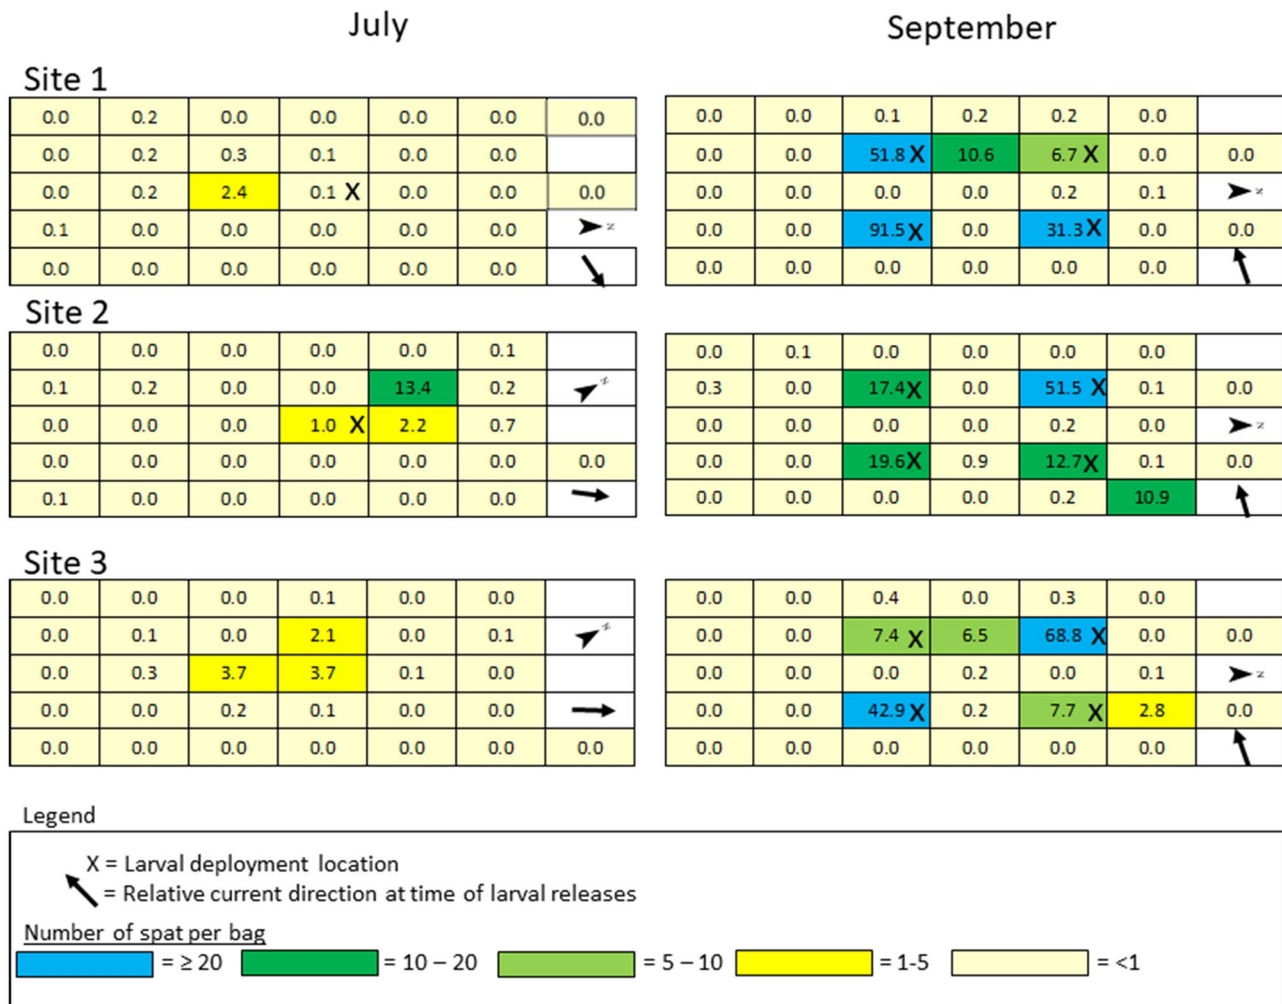 July
September
Site 1
0.0 0.2 0.0 0.0 0.0 0.0 0.0
0.0 0.2 0.3 0.1 0.0 0.0
0.0 0.2 2.4 0.1 X 0.0 0.0 0.0
0.1 0.0 0.0 0.0 0.0 0.0 z
0.0 0.0 0.0 0.0 0.0 0.0
0.0 0.0 0.1 0.2 0.2 0.0
0.0 0.0 51.8 X 10.6 6.7 X 0.0 0.0
0.0 0.0 0.0 0.0 0.2 0.1 z
0.0 0.0 91.5 X 0.0 31.3 X 0.0 0.0
0.0 0.0 0.0 0.0 0.0 0.0
Site 2
0.0 0.0 0.0 0.0 0.0 0.1
0.1 0.2 0.0 0.0 13.4 0.2 z
0.0 0.0 0.0 1.0 X 2.2 0.7
0.0 0.0 0.0 0.0 0.0 0.0 0.0
0.1 0.0 0.0 0.0 0.0 0.0
0.0 0.1 0.0 0.0 0.0 0.0
0.3 0.0 17.4 X 0.0 51.5 X 0.1 0.0
0.0 0.0 0.0 0.0 0.2 0.0 z
0.0 0.0 19.6 X 0.9 12.7 X 0.1 0.0
0.0 0.0 0.0 0.0 0.2 10.9
Site 3
0.0 0.0 0.0 0.1 0.0 0.0
0.0 0.1 0.0 2.1 0.0 0.1 z
0.0 0.3 3.7 3.7 0.1 0.0
0.0 0.0 0.2 0.1 0.0 0.0
0.0 0.0 0.0 0.0 0.0 0.0 0.0
0.0 0.0 0.4 0.0 0.3 0.0
0.0 0.0 7.4 X 6.5 68.8 X 0.0 0.0
0.0 0.0 0.0 0.2 0.0 0.1 z
0.0 0.0 42.9 X 0.2 7.7 X 2.8 0.0
0.0 0.0 0.0 0.0 0.0 0.0
Legend
X = Larval deployment location
= Relative current direction at time of larval releases
Number of spat per bag
= ≥ 20 = 10 – 20 = 5 – 10 = 1-5 = <1